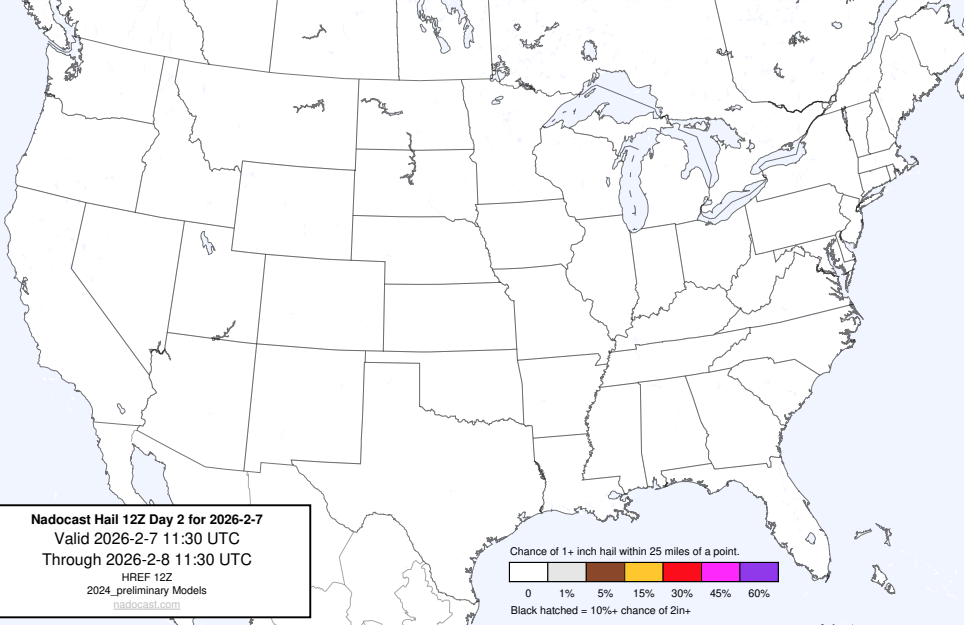 Nadocast Hail 12Z Day 2 for 2026-2-7
Valid 2026-2-7 11:30 UTC
Through 2026-2-8 11:30 UTC
HREF 12Z
2024_preliminary Models
nadocast.com
Chance of 1+ inch hail within 25 miles of a point.
0 1% 5% 15% 30% 45% 60%
Black hatched = 10%+ chance of 2in+